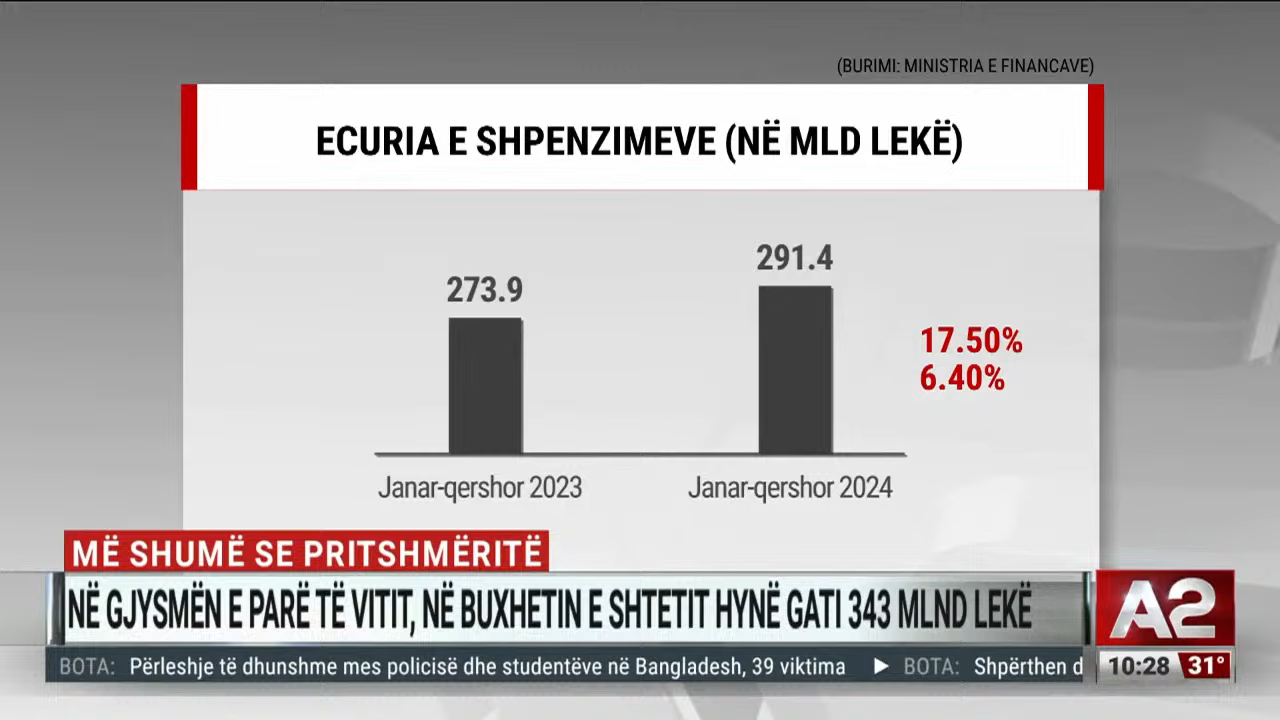 (BURIMI: MINISTRIA E FINANCAVE)
ECURIA E SHPENZIMEVE (NË MLD LEKË)
273.9
291.4
17.50%
6.40%
Janar-qershor 2023
Janar-qershor 2024
MË SHUMË SE PRITSHMËRITË
NË GJYSMËN E PARË TË VITIT, NË BUXHETIN E SHTETIT HYNË GATI 343 MLND LEKË
A2
BOTA: Përleshje të dhunshme mes policisë dhe studentëve në Bangladesh, 39 viktima ▶ BOTA: Shpërthen d
10:28 31°